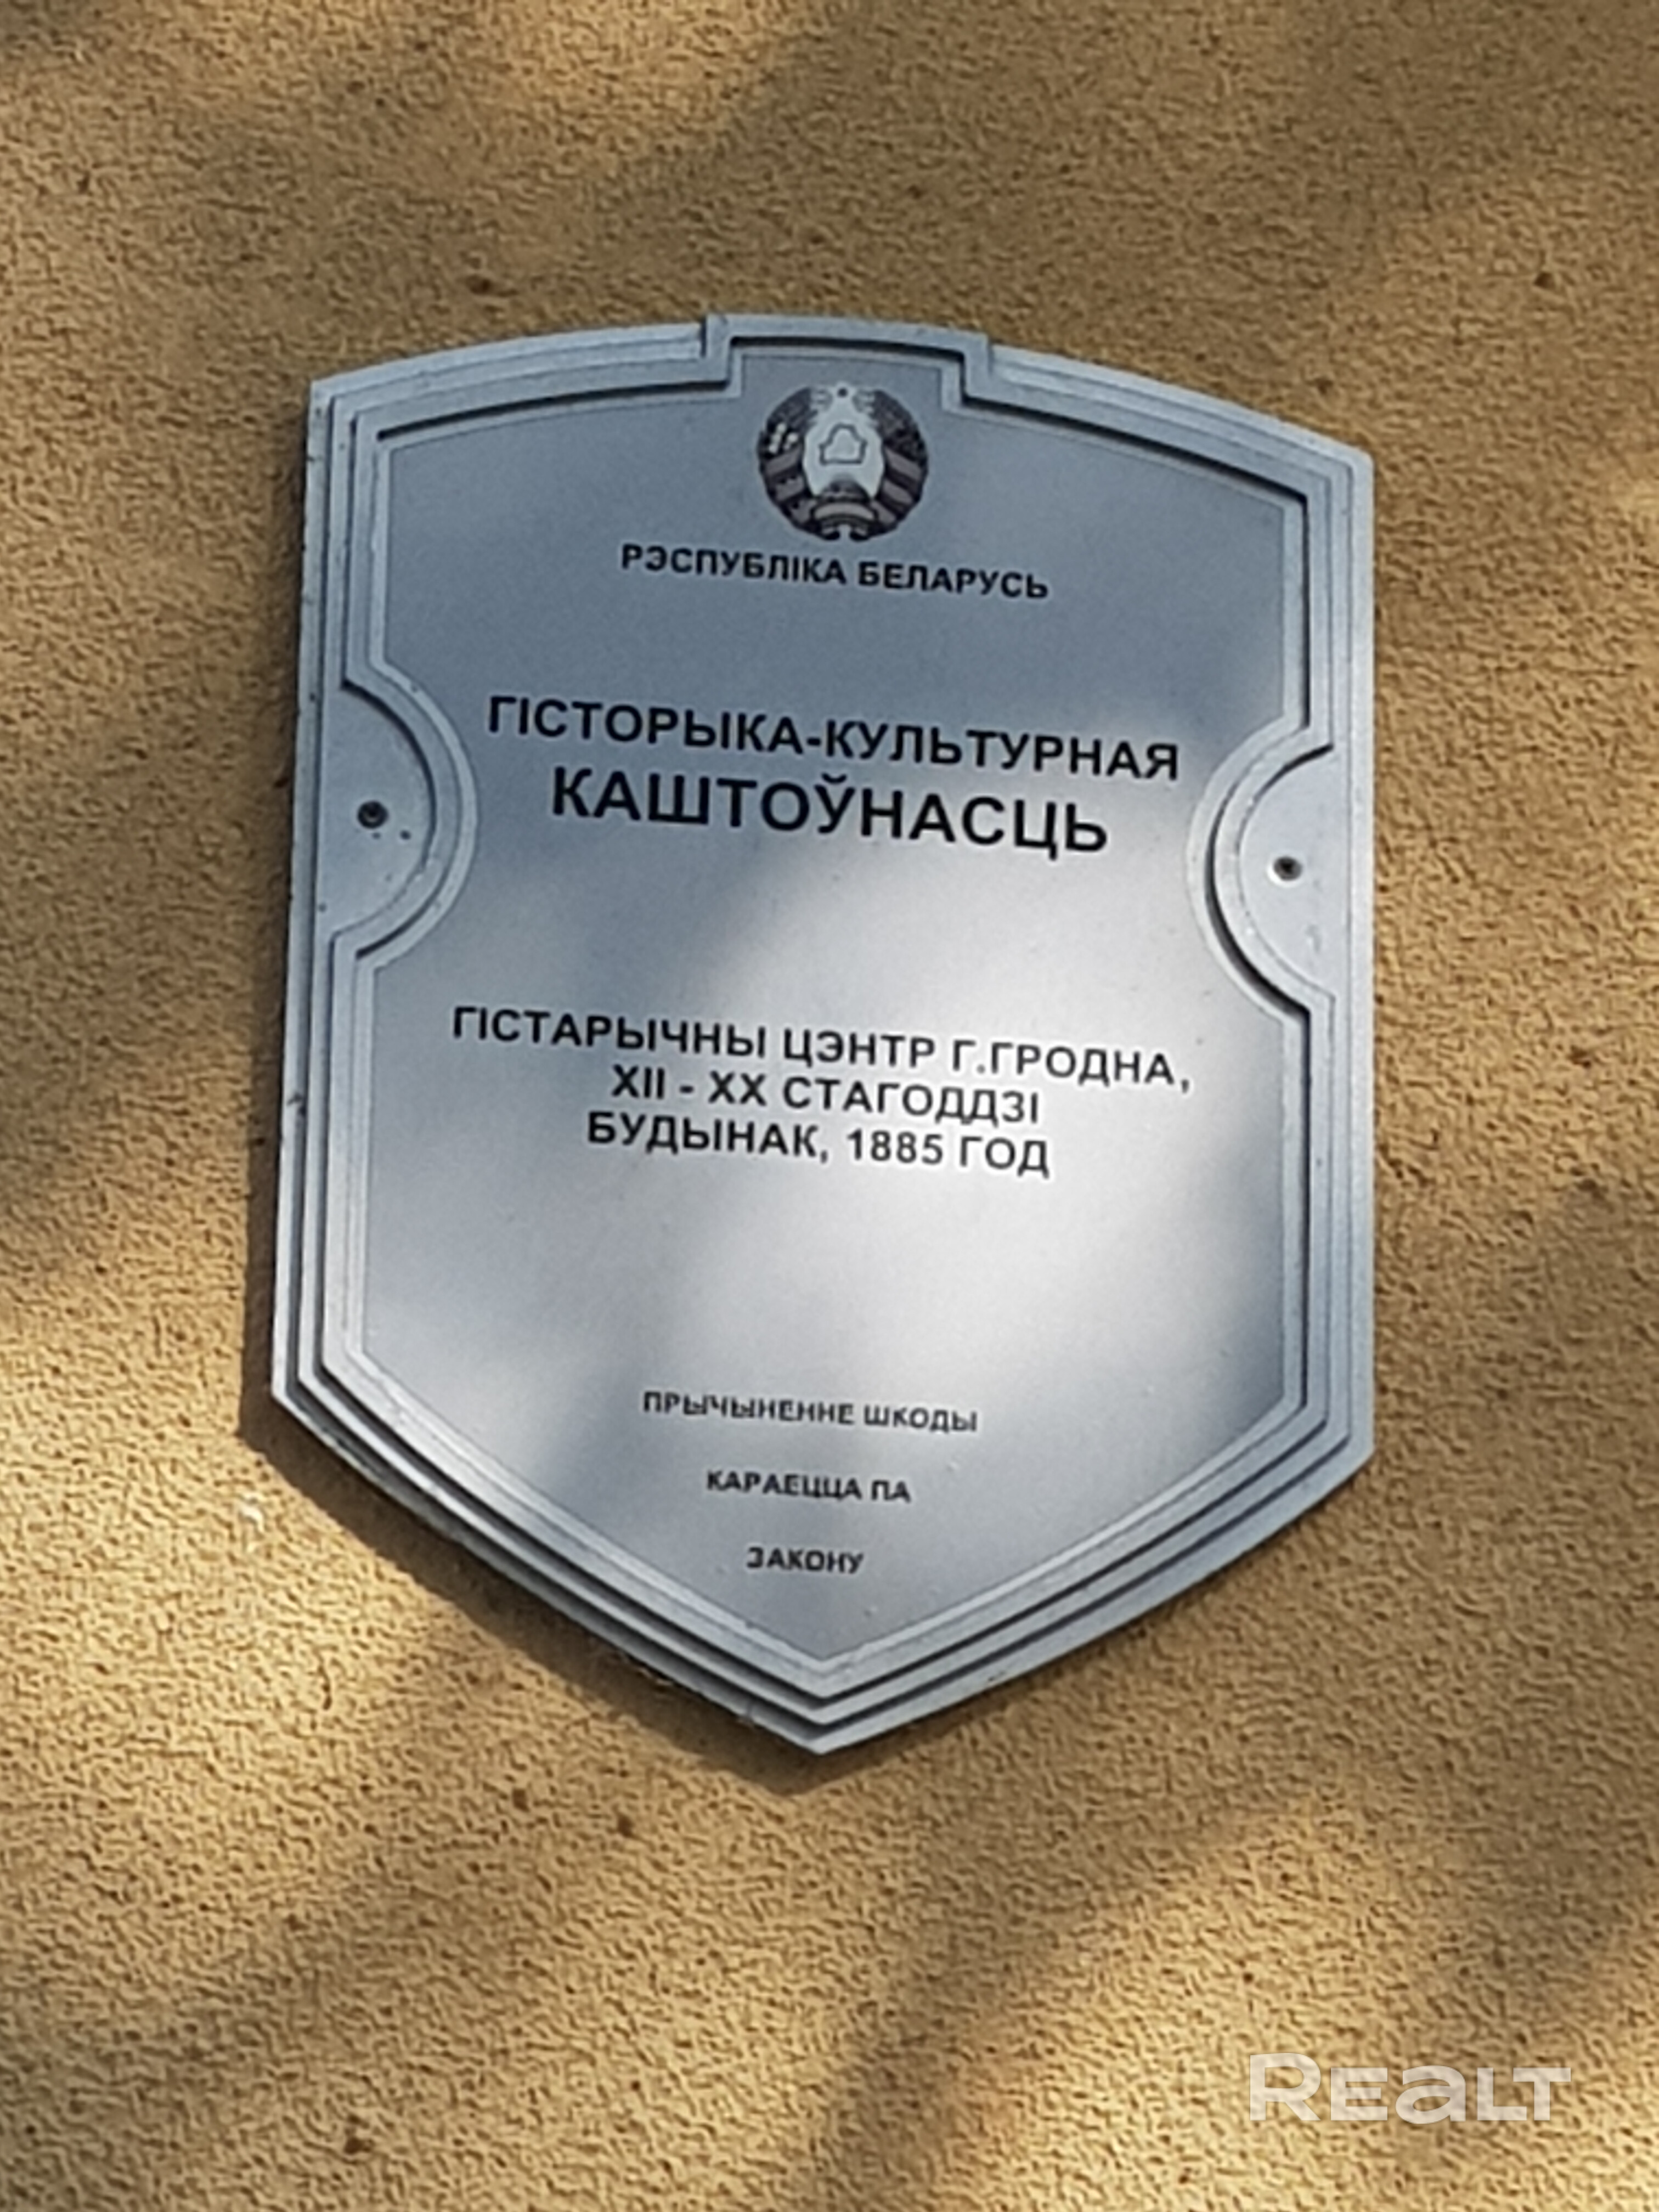 РЭСПУБЛІКА БЕЛАРУСЬ
ГІСТОРЫКА-КУЛЬТУРНАЯ
КАШТОЎНАСЦЬ
ГІСТАРЫЧНЫ ЦЭНТР Г.ГРОДНА,
XII - XX СТАГОДДЗІ
БУДЫНАК, 1885 ГОД
ПРЫЧЫНЕННЕ ШКОДЫ
КАРАЕЦЦА ПА
ЗАКОНУ
REALT